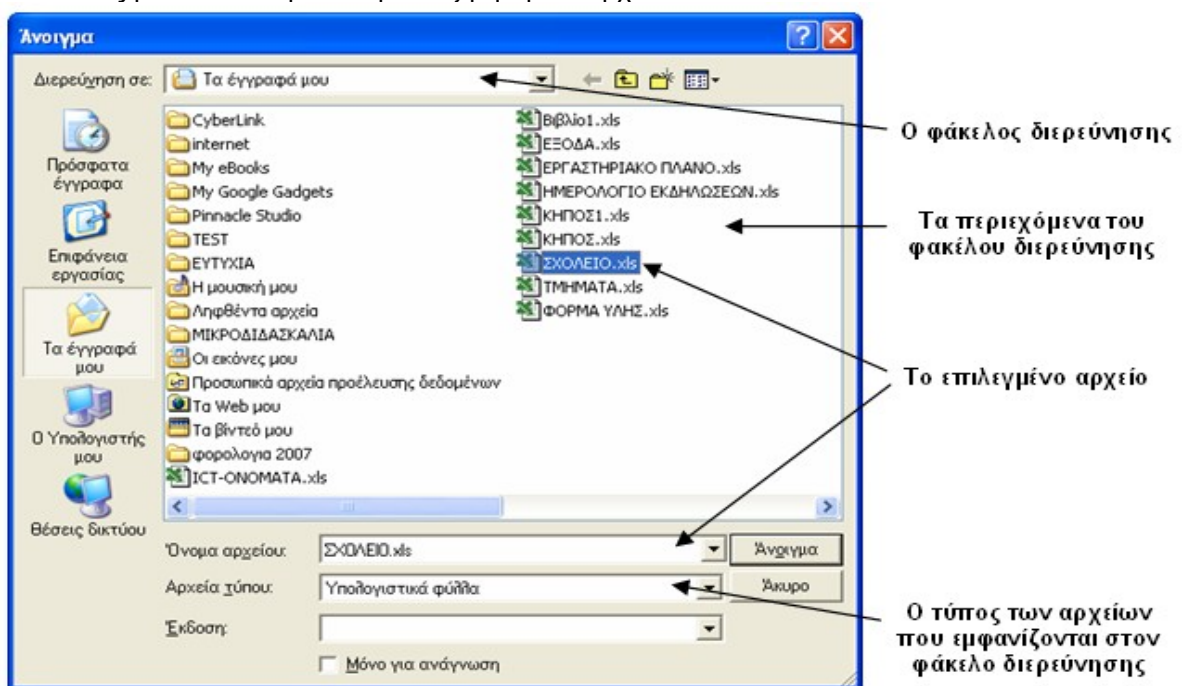 Άνοιγμα
Διερεύνηση σε:
Τα έγγραφά μου
Πρόσφατα
έγγραφα
Επιφάνεια
εργασίας
Τα έγγραφά
μου
Ο Υπολογιστής
μου
Θέσεις δικτύου
CyberLink
internet
My eBooks
My Google Gadgets
Pinnacle Studio
TEST
ΕΥΤΥΧΙΑ
Η μουσική μου
Ληφθέντα αρχεία
ΜΙΚΡΟΔΙΔΑΣΚΑΛΙΑ
Οι εικόνες μου
Προσωπικά αρχεία προέλευσης δεδομένων
Τα Web μου
Τα βίντεό μου
φορολογια 2007
ICT-ONOMATA.xls
Βιβλίο1.xls
ΕΞΟΔΑ.xls
ΕΡΓΑΣΤΗΡΙΑΚΟ ΠΛΑΝΟ.xls
ΗΜΕΡΟΛΟΓΙΟ ΕΚΔΗΛΩΣΕΩΝ.xls
ΚΗΠΟΣ1.xls
ΚΗΠΟΣ.xls
ΣΧΟΛΕΙΟ.xls
ΤΜΗΜΑΤΑ.xls
ΦΟΡΜΑ ΥΛΗΣ.xls
Όνομα αρχείου:
ΣΧΟΛΕΙΟ.xls
Άνοιγμα
Αρχεία τύπου:
Υπολογιστικά φύλλα
Άκυρο
Έκδοση:
Μόνο για ανάγνωση
Ο φάκελος διερεύνησης
Τα περιεχόμενα του
φακέλου διερεύνησης
Το επιλεγμένο αρχείο
Ο τύπος των αρχείων
που εμφανίζονται στον
φάκελο διερεύνησης